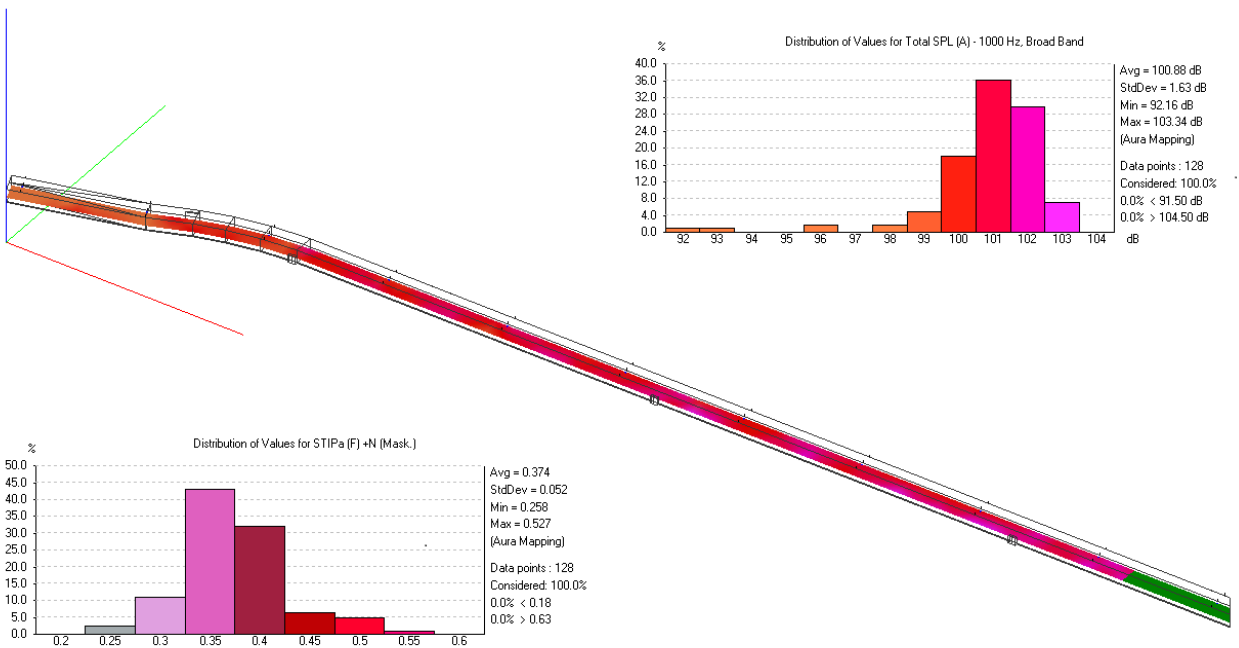 Distribution of Values for Total SPL (A) - 1000 Hz, Broad Band
%
40.0
36.0
32.0
28.0
24.0
20.0
16.0
12.0
8.0
4.0
0.0
92 93 94 95 96 97 98 99 100 101 102 103 104 dB
Avg = 100.88 dB
StdDev = 1.63 dB
Min = 92.16 dB
Max = 103.34 dB
(Aura Mapping)
Data points : 128
Considered: 100.0%
0.0% < 91.50 dB
0.0% > 104.50 dB
Distribution of Values for STIPa (F) +N (Mask.)
%
50.0
45.0
40.0
35.0
30.0
25.0
20.0
15.0
10.0
5.0
0.0
0.2 0.25 0.3 0.35 0.4 0.45 0.5 0.55 0.6
Avg = 0.374
StdDev = 0.052
Min = 0.258
Max = 0.527
(Aura Mapping)
Data points : 128
Considered: 100.0%
0.0% < 0.18
0.0% > 0.63